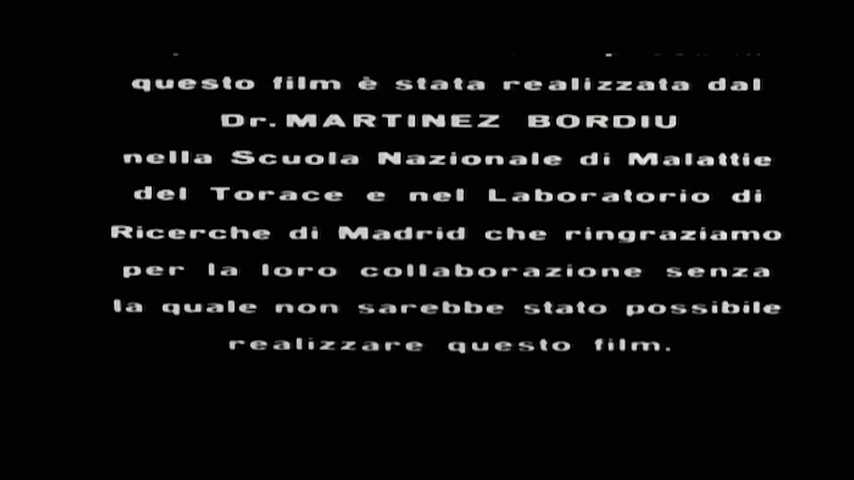 questo film è stata realizzata dal
Dr. MARTINEZ BORDIU
nella Scuola Nazionale di Malattie
del Torace e nel Laboratorio di
Ricerche di Madrid che ringraziamo
per la loro collaborazione senza
la quale non sarebbe stato possibile
realizzare questo film.